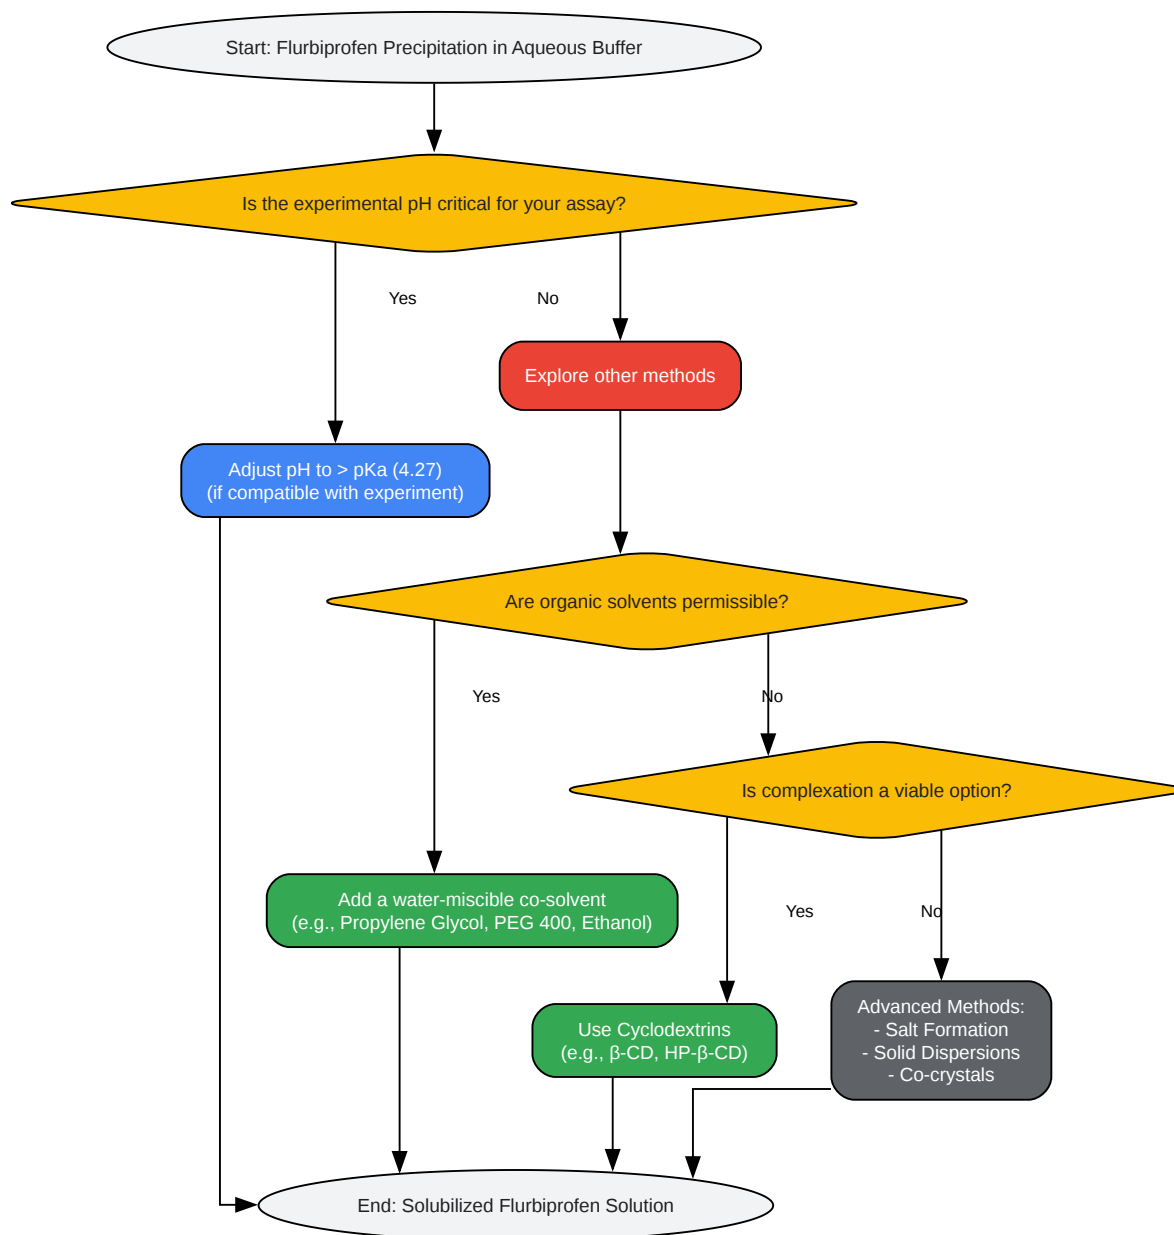 Start: Flurbiprofen Precipitation in Aqueous Buffer
Is the experimental pH critical for your assay?
Yes
No
Explore other methods
Adjust pH to > pKa (4.27)
(if compatible with experiment)
Are organic solvents permissible?
Yes
No
Is complexation a viable option?
Add a water-miscible co-solvent
(e.g., Propylene Glycol, PEG 400, Ethanol)
Yes
No
Use Cyclodextrins
(e.g., β-CD, HP-β-CD)
Advanced Methods:
- Salt Formation
- Solid Dispersions
- Co-crystals
End: Solubilized Flurbiprofen Solution